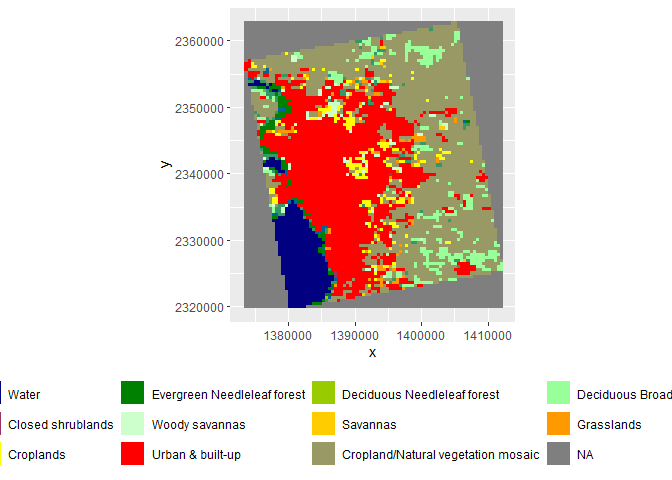 2360000
2350000
2340000
2330000
2320000
y
1380000 1390000 1400000 1410000
x
Water Evergreen Needleleaf forest Deciduous Needleleaf forest Deciduous Broad
Closed shrublands Woody savannas Savannas Grasslands
Croplands Urban & built-up Cropland/Natural vegetation mosaic NA